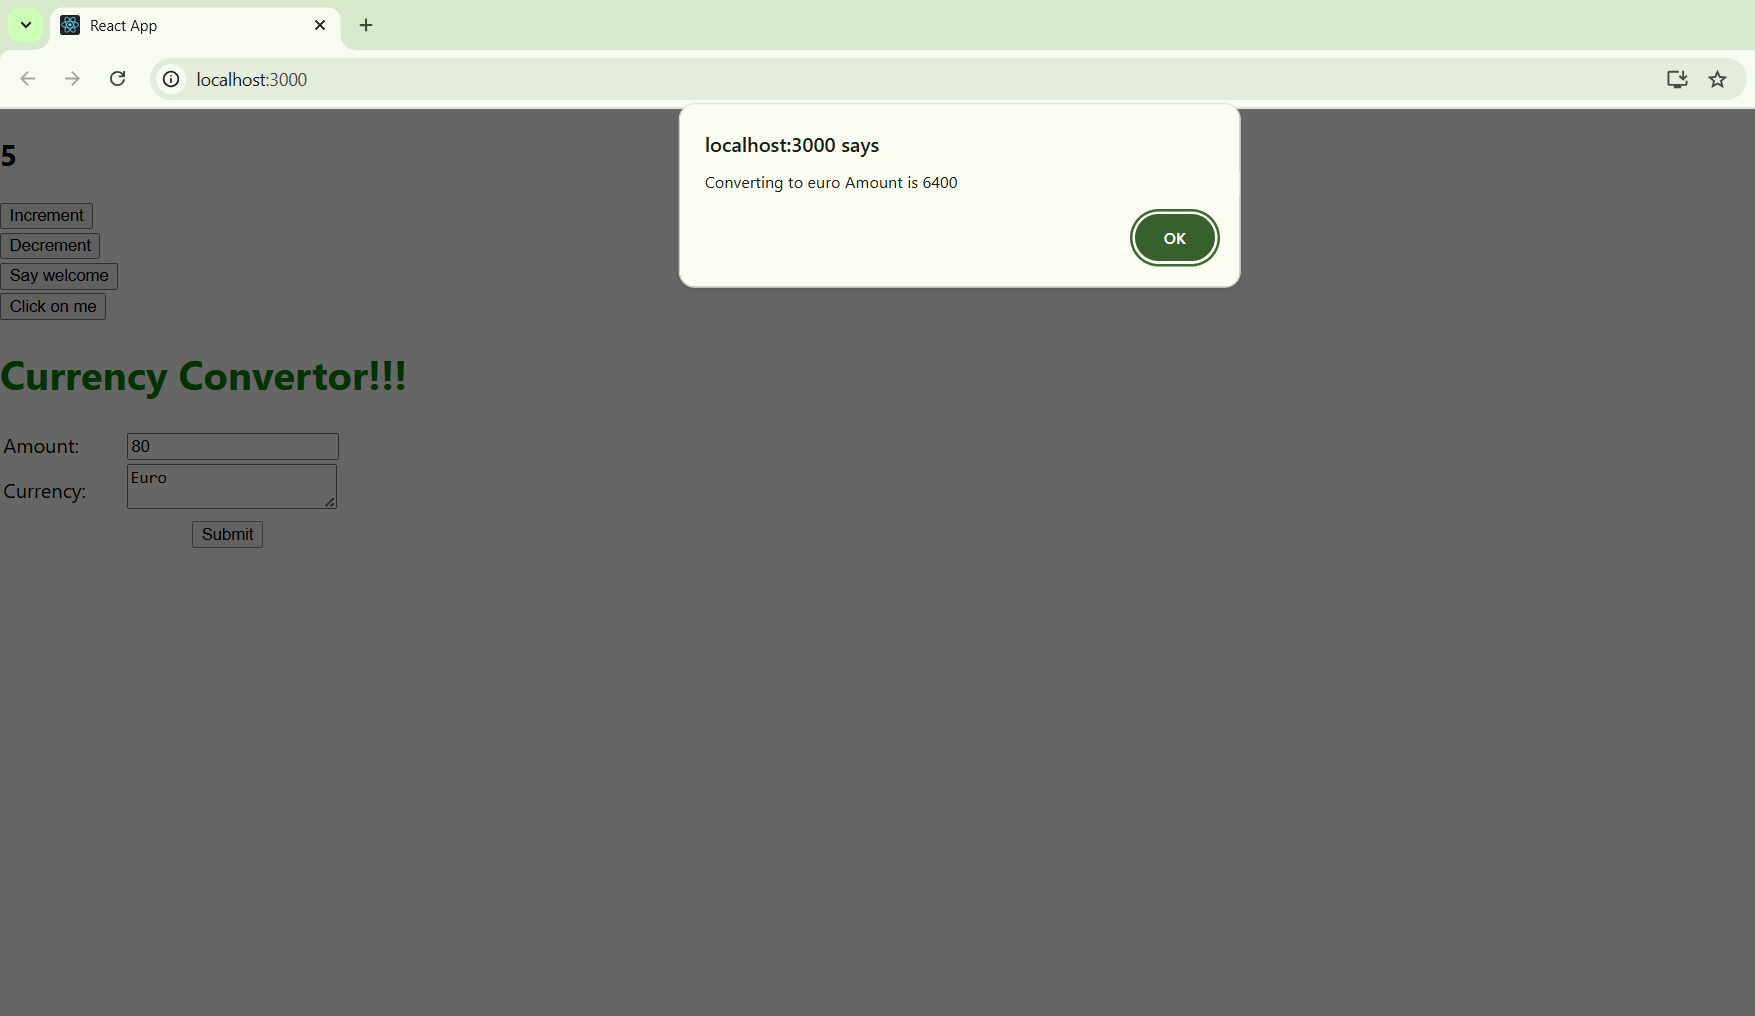 React App
localhost:3000
localhost:3000 says
Converting to euro Amount is 6400
OK
5
Increment
Decrement
Say welcome
Click on me
Currency Convertor!!!
Amount: 80
Currency: Euro
Submit